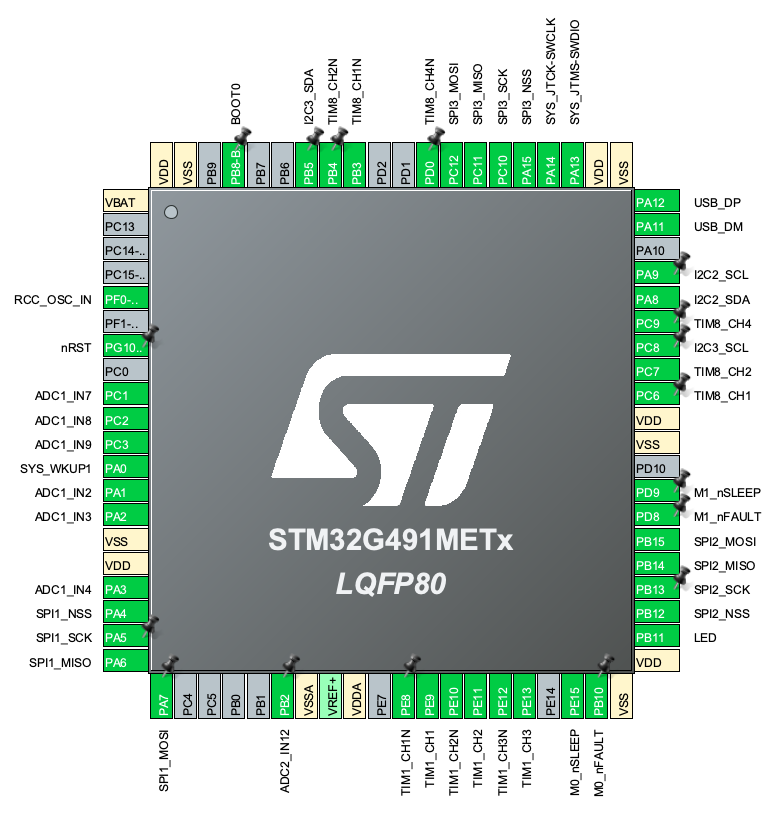 BOOT0
I2C3_SDA
TIM8_CH2N
TIM8_CH1N
TIM8_CH4N
SPI3_MOSI
SPI3_MISO
SPI3_SCK
SPI3_NSS
SYS_JTCK-SWCLK
SYS_JTMS-SWDIO
VDD
VSS
PB9
PB8-B..
PB7
PB6
PB5
PB4
PB3
PD2
PD1
PD0
PC12
PC11
PC10
PA15
PA14
PA13
VDD
VSS
VBAT
PC13
PC14-..
PC15-..
RCC_OSC_IN PF0-..
PF1-..
nRST PG10..
PC0
ADC1_IN7 PC1
ADC1_IN8 PC2
ADC1_IN9 PC3
SYS_WKUP1 PA0
ADC1_IN2 PA1
ADC1_IN3 PA2
VSS
VDD
ADC1_IN4 PA3
SPI1_NSS PA4
SPI1_SCK PA5
SPI1_MISO PA6
ST
STM32G491METx
LQFP80
PA12 USB_DP
PA11 USB_DM
PA10
PA9 I2C2_SCL
PA8 I2C2_SDA
PC9 TIM8_CH4
PC8 I2C3_SCL
PC7 TIM8_CH2
PC6 TIM8_CH1
VDD
VSS
PD10
PD9 M1_nSLEEP
PD8 M1_nFAULT
PB15 SPI2_MOSI
PB14 SPI2_MISO
PB13 SPI2_SCK
PB12 SPI2_NSS
PB11 LED
VDD
PA7
PC4
PC5
PB0
PB1
PB2
VSSA
VREF+
VDDA
PE7
PE8
PE9
PE10
PE11
PE12
PE13
PE14
PE15
PB10
VSS
SPI1_MOSI
ADC2_IN12
TIM1_CH1N
TIM1_CH1
TIM1_CH2N
TIM1_CH2
TIM1_CH3N
TIM1_CH3
M0_nSLEEP
M0_nFAULT